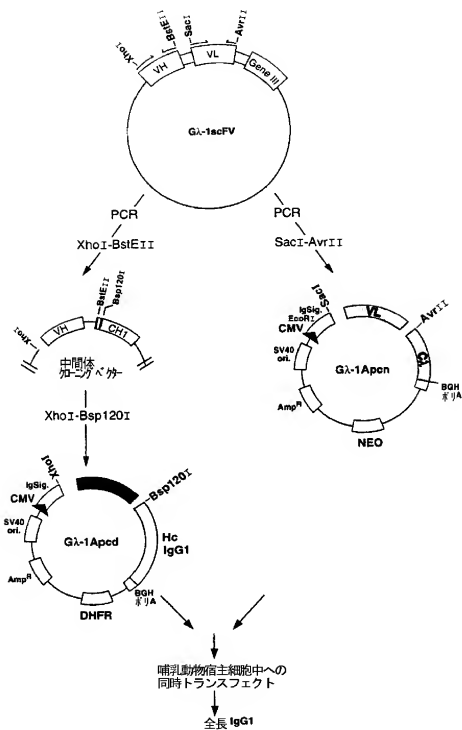 XhoI
VH
BstEII
SacI
VL
AvrII
Gene III
Gλ-1scFV
PCR
XhoI-BstEII
PCR
SacI-AvrII
XhoI
VH
BstEII
Bsp120I
CH1
中間体
クローニングベクター
XhoI-Bsp120I
SacI
IgSig.
EcoRI
CMV
SV40
ori.
AmpR
VL
AvrII
Cλ
BGH
ポリA
Gλ-1Apcn
NEO
XhoI
IgSig.
CMV
SV40
ori.
AmpR
Bsp120I
Hc
IgG1
Gλ-1Apcd
BGH
ポリA
DHFR
哺乳動物宿主細胞中への
同時トランスフェクト
全長 IgG1